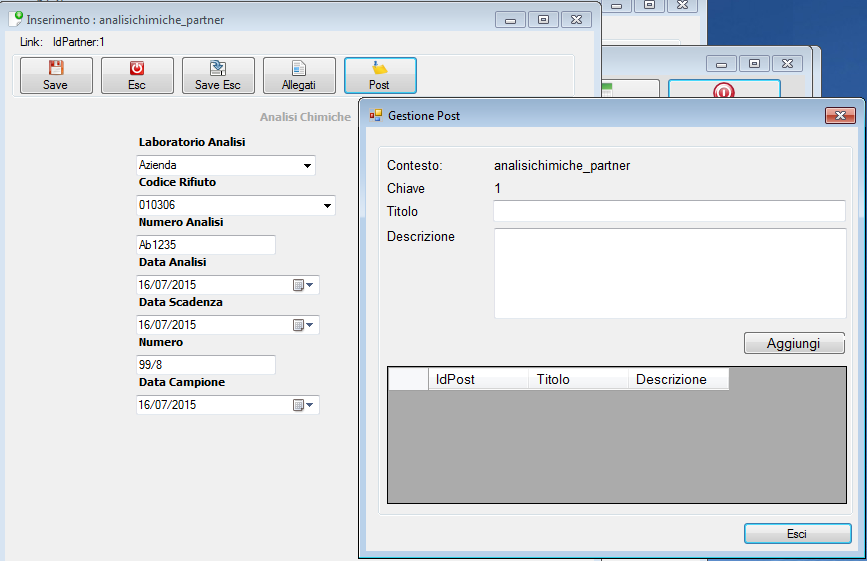 Inserimento : analisichimiche_partner
Link: IdPartner:1
Save Esc Save Esc Allegati Post
Analisi Chimiche
Laboratorio Analisi
Azienda
Codice Rifiuto
010306
Numero Analisi
Ab1235
Data Analisi
16/07/2015
Data Scadenza
16/07/2015
Numero
99/8
Data Campione
16/07/2015
Gestione Post
Contesto: analisichimiche_partner
Chiave 1
Titolo
Descrizione
Aggiungi
IdPost Titolo Descrizione
Esci